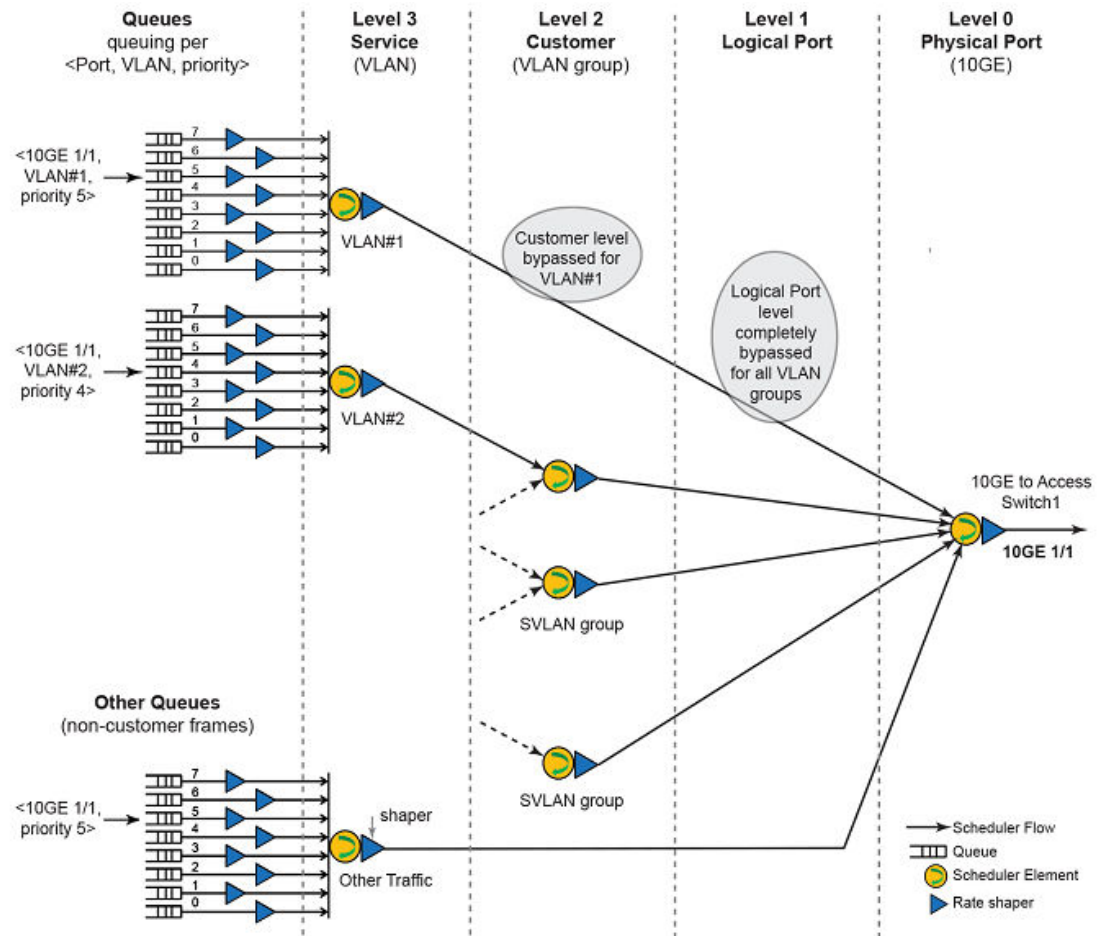 Queues
queuing per
<Port, VLAN, priority>
Level 3
Service
(VLAN)
Level 2
Customer
(VLAN group)
Level 1
Logical Port
Level 0
Physical Port
(10GE)
<10GE 1/1,
VLAN#1,
priority 5>
7
6
5
4
3
2
1
0
VLAN#1
Customer level
bypassed for
VLAN#1
Logical Port
level
completely
bypassed
for all VLAN
groups
<10GE 1/1,
VLAN#2,
priority 4>
7
6
5
4
3
2
1
0
VLAN#2
10GE to Access
Switch1
10GE 1/1
SVLAN group
SVLAN group
Other Queues
(non-customer frames)
<10GE 1/1,
priority 5>
7
6
5
4
3
2
1
0
shaper
Other Traffic
Scheduler Flow
Queue
Scheduler Element
Rate shaper